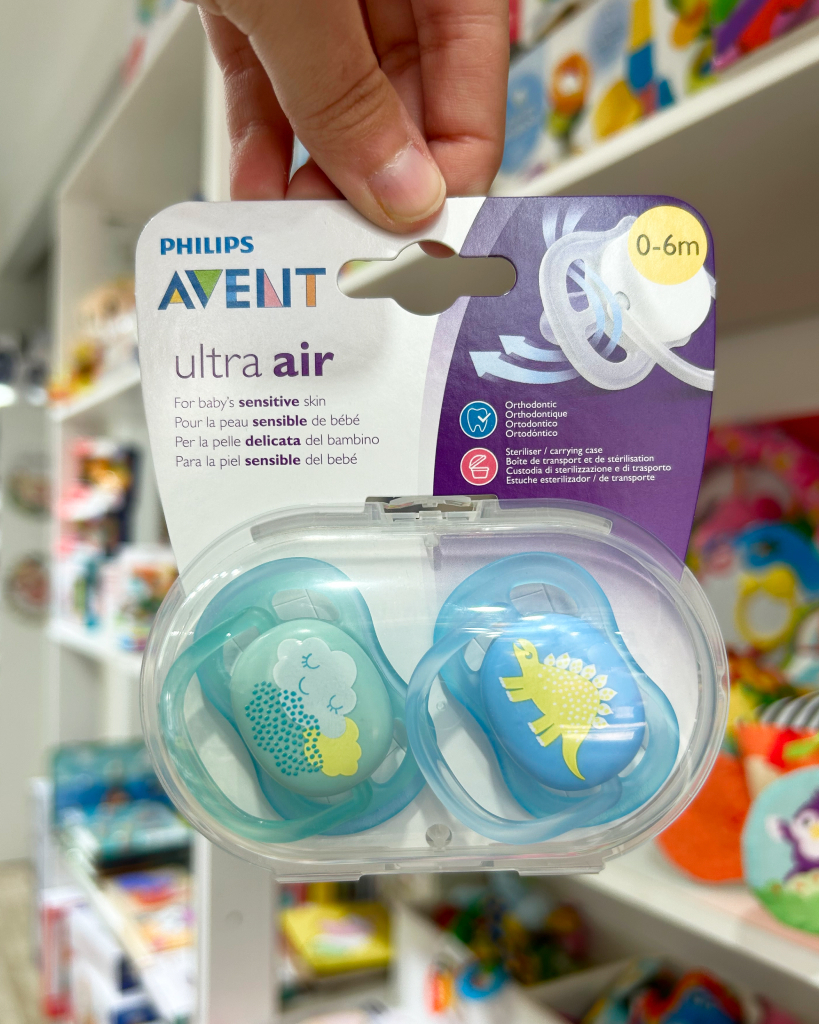 PHILIPS
AVENT
ultra air
For baby's sensitive skin
Pour la peau sensible de bébé
Per la pelle delicata del bambino
Para la piel sensible del bebé
0-6m
Orthodontic
Orthodontique
Ortodontico
Ortodóntico
Steriliser / carrying case
Boîte de transport et de stérilisation
Custodia di sterilizzazione e di trasporto
Estuche esterilizador / de transporte